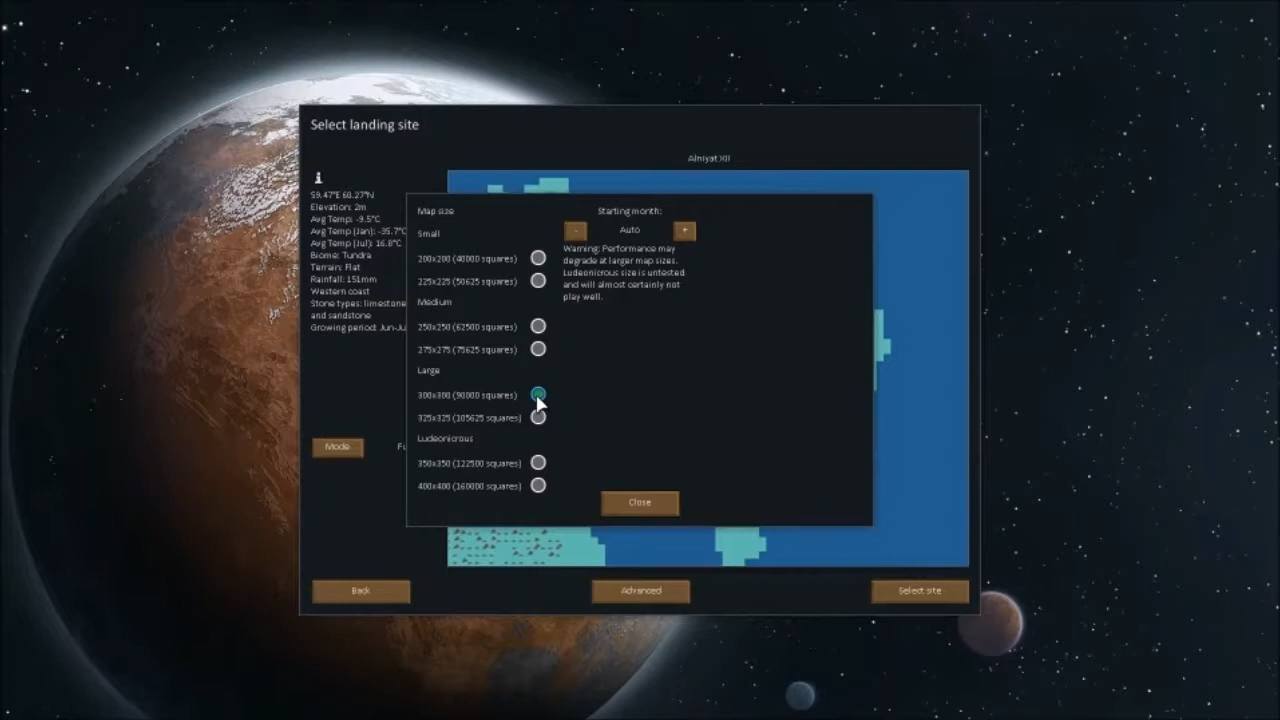 Select landing site
Alniyat XII
59.47°E 60.27°N
Elevation: 2m
Avg Temp: -9.5°C
Avg Temp (Jan): -35.7°C
Avg Temp (Jul): 16.8°C
Biome: Tundra
Terrain: Flat
Rainfall: 151mm
Western coast
Stone types: limestone
and sandstone
Growing period: Jun-Ju
Mode
Fu
Map size
Small
200x200 (40000 squares)
225x225 (50625 squares)
Medium
250x250 (62500 squares)
275x275 (75625 squares)
Large
300x300 (90000 squares)
325x325 (105625 squares)
Ludeonicrous
350x350 (122500 squares)
400x400 (160000 squares)
Starting month:
- Auto +
Warning: Performance may
degrade at larger map sizes.
Ludeonicrous size is untested
and will almost certainly not
play well.
Close
Back
Advanced
Select site